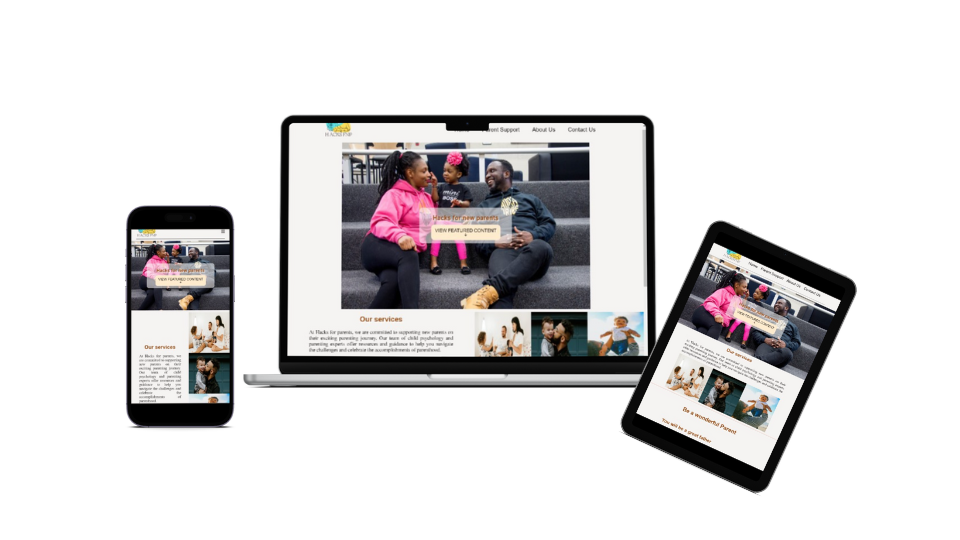 Parent Support About Us Contact Us
mini
Hacks for new parents
VIEW FEATURED CONTENT
Our services
At Hacks for parents, we are committed to supporting new parents on
their exciting parenting journey. Our team of child psychology and
parenting experts offer resources and guidance to help you navigate
the challenges and celebrate the accomplishments of parenthood.
Hacks for new parents
VIEW FEATURED CONTENT
Our services
At Hacks for parents, we
are committed to supporting
new parents on their
exciting parenting journey.
Our team of child
psychology and parenting
experts offer resources and
guidance to help you
navigate the challenges and
celebrate the
accomplishments of
parenthood.
Home Parent Support About Us Contact Us
VIEW FEATURED CONTENT
Our services
Be a wonderful Parent
You will be a great father